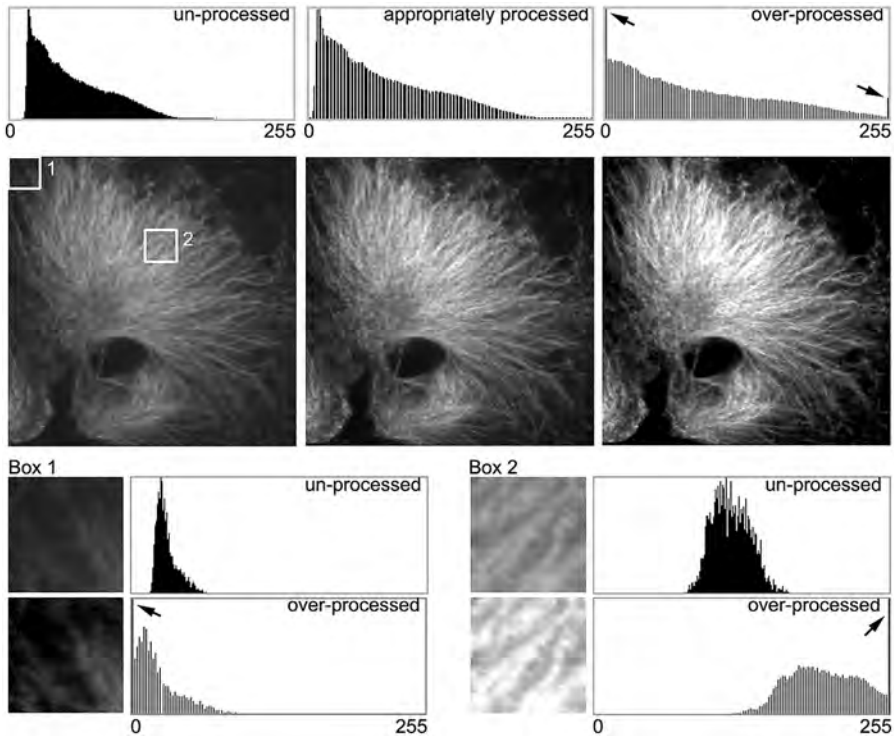 un-processed
appropriately processed
over-processed
0 255
0 255
0 255
1
2
Box 1
un-processed
over-processed
0 255
Box 2
un-processed
over-processed
0 255